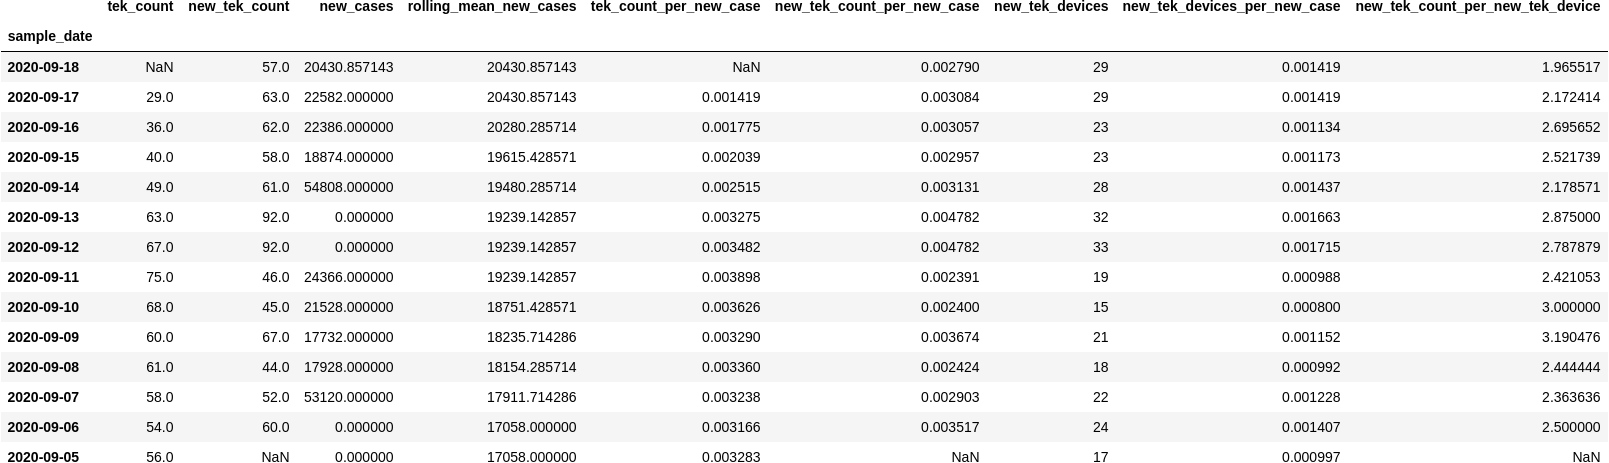 tek_count new_tek_count new_cases rolling_mean_new_cases tek_count_per_new_case new_tek_count_per_new_case new_tek_devices new_tek_devices_per_new_case new_tek_count_per_new_tek_device
sample_date
2020-09-18 NaN 57.0 20430.857143 20430.857143 NaN 0.002790 29 0.001419 1.965517
2020-09-17 29.0 63.0 22582.000000 20430.857143 0.001419 0.003084 29 0.001419 2.172414
2020-09-16 36.0 62.0 22386.000000 20280.285714 0.001775 0.003057 23 0.001134 2.695652
2020-09-15 40.0 58.0 18874.000000 19615.428571 0.002039 0.002957 23 0.001173 2.521739
2020-09-14 49.0 61.0 54808.000000 19480.285714 0.002515 0.003131 28 0.001437 2.178571
2020-09-13 63.0 92.0 0.000000 19239.142857 0.003275 0.004782 32 0.001663 2.875000
2020-09-12 67.0 92.0 0.000000 19239.142857 0.003482 0.004782 33 0.001715 2.787879
2020-09-11 75.0 46.0 24366.000000 19239.142857 0.003898 0.002391 19 0.000988 2.421053
2020-09-10 68.0 45.0 21528.000000 18751.428571 0.003626 0.002400 15 0.000800 3.000000
2020-09-09 60.0 67.0 17732.000000 18235.714286 0.003290 0.003674 21 0.001152 3.190476
2020-09-08 61.0 44.0 17928.000000 18154.285714 0.003360 0.002424 18 0.000992 2.444444
2020-09-07 58.0 52.0 53120.000000 17911.714286 0.003238 0.002903 22 0.001228 2.363636
2020-09-06 54.0 60.0 0.000000 17058.000000 0.003166 0.003517 24 0.001407 2.500000
2020-09-05 56.0 NaN 0.000000 17058.000000 0.003283 NaN 17 0.000997 NaN